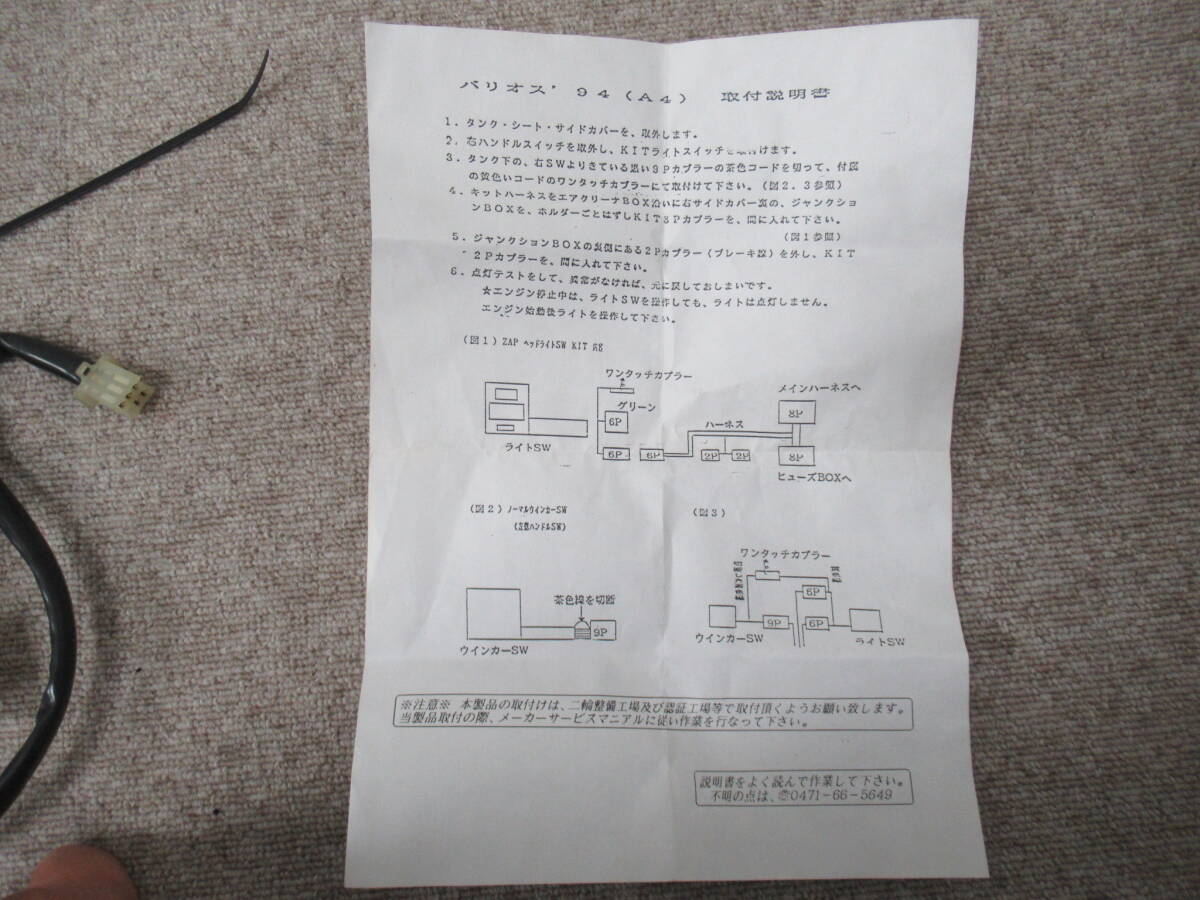 バリオス’94（A4）　取付説明書
1．タンク・シート・サイドカバーを、取外します。
2．右ハンドルスイッチを取外し、KITライトスイッチを取付けます。
3．タンク下の、右SWよりきている黒い9Pカプラーの茶色コードを切って、付属
の黄色いコードのワンタッチカプラーにて取付けて下さい。（図2．3参照）
4．キットハーネスをエアクリーナBOX沿いに右サイドカバー裏の、ジャンクショ
ンBOXを、ホルダーごとはずしKIT8Pカプラーを、間に入れて下さい。
（図1参照）
5．ジャンクションBOXの裏側にある2Pカプラー（ブレーキ線）を外し、KIT
2Pカプラーを、間に入れて下さい。
6．点灯テストをして、異常がなければ、元に戻しておしまいです。
★エンジン停止中は、ライトSWを操作しても、ライトは点灯しません。
エンジン始動後ライトを操作して下さい。
（図1）ZAP ヘッドライトSW KIT
ワンタッチカプラー
グリーン
6P
ライトSW
6P
6P
ハーネス
2P
2P
メインハーネスへ
8P
8P
ヒューズBOXへ
（図2）ノーマルウインカーSW
（左側ハンドルSW）
茶色線を切断
9P
ウインカーSW
（図3）
ワンタッチカプラー
6P
9P
6P
ウインカーSW
ライトSW
※注意※ 本製品の取付けは、二輪整備工場及び認証工場等で取付頂くようお願い致します。
当製品取付の際、メーカーサービスマニアルに従い作業を行なって下さい。
説明書をよく読んで作業して下さい。
不明の点は、☎0471-66-5649